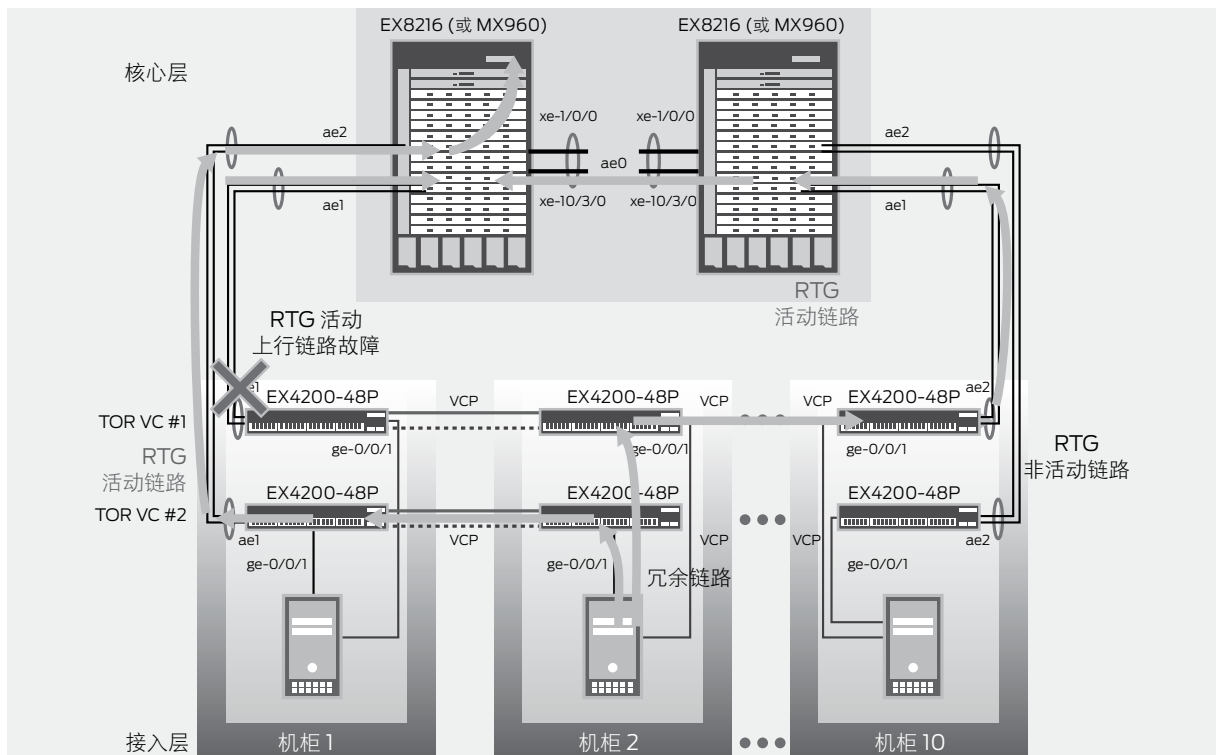 EX8216 (或 MX960)
EX8216 (或 MX960)
核心层
xe-1/0/0
xe-1/0/0
ae2
ae0
ae2
ae1
xe-10/3/0
xe-10/3/0
ae1
RTG
活动链路
RTG 活动
上行链路故障
EX4200-48P
VCP
EX4200-48P
VCP
VCP
EX4200-48P
ae2
TOR VC #1
ge-0/0/1
ge-0/0/1
ge-0/0/1
RTG
活动链路
RTG
非活动链路
EX4200-48P
EX4200-48P
EX4200-48P
TOR VC #2
ae1
VCP
VCP
VCP
ae2
ge-0/0/1
ge-0/0/1
ge-0/0/1
冗余链路
接入层
机柜 1
机柜 2
机柜 10